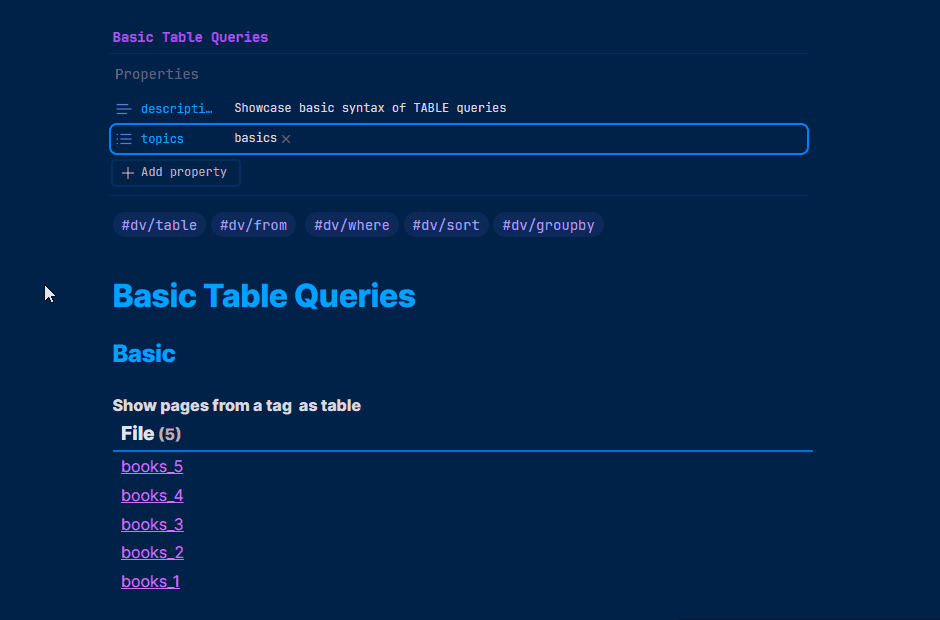 Basic Table Queries
Properties
descripti… Showcase basic syntax of TABLE queries
topics basics
Add property
#dv/table #dv/from #dv/where #dv/sort #dv/groupby
Basic Table Queries
Basic
Show pages from a tag as table
File (5)
books_5
books_4
books_3
books_2
books_1